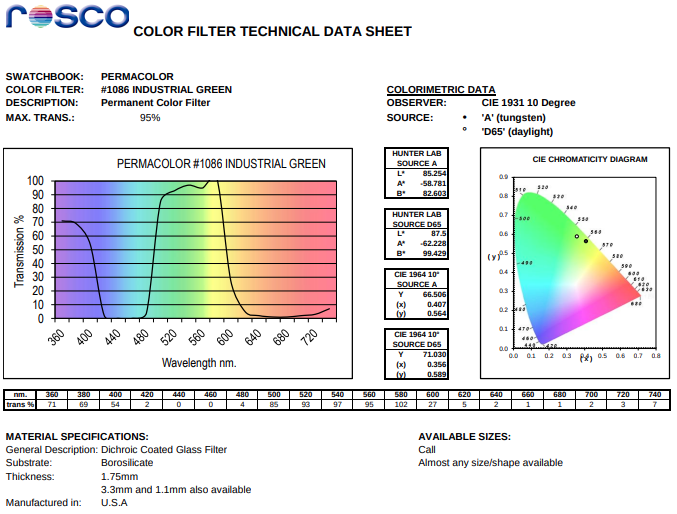 rosco
COLOR FILTER TECHNICAL DATA SHEET
SWATCHBOOK: PERMACOLOR
COLOR FILTER: #1086 INDUSTRIAL GREEN
DESCRIPTION: Permanent Color Filter
MAX. TRANS.: 95%
COLORIMETRIC DATA
OBSERVER: CIE 1931 10 Degree
SOURCE: • 'A' (tungsten)
° 'D65' (daylight)
PERMACOLOR #1086 INDUSTRIAL GREEN
Transmission %
100
90
80
70
60
50
40
30
20
10
0
360 400 440 480 520 560 600 640 680 720
Wavelength nm.
HUNTER LAB
SOURCE A
L* 85.254
A* -58.781
B* 82.603
HUNTER LAB
SOURCE D65
L* 87.5
A* -62.228
B* 99.429
CIE 1964 10°
SOURCE A
Y 66.506
(x) 0.407
(y) 0.564
CIE 1964 10°
SOURCE D65
Y 71.030
(x) 0.356
(y) 0.589
CIE CHROMATICITY DIAGRAM
0.9
0.8
0.7
0.6
0.5
0.4
0.3
0.2
0.1
0.0
(y)
510 520 530 540 550 560 570 580 590 600 610 620 630 680
500
490
480
470
460
440 420
0.0 0.1 0.2 0.3 0.4 0.5 0.6 0.7 0.8
(x)
nm. 360 380 400 420 440 460 480 500 520 540 560 580 600 620 640 660 680 700 720 740
trans % 71 69 54 2 0 0 4 85 93 97 95 102 27 5 2 1 1 2 3 7
MATERIAL SPECIFICATIONS:
General Description: Dichroic Coated Glass Filter
Substrate: Borosilicate
Thickness: 1.75mm
3.3mm and 1.1mm also available
Manufactured in: U.S.A
AVAILABLE SIZES:
Call
Almost any size/shape available